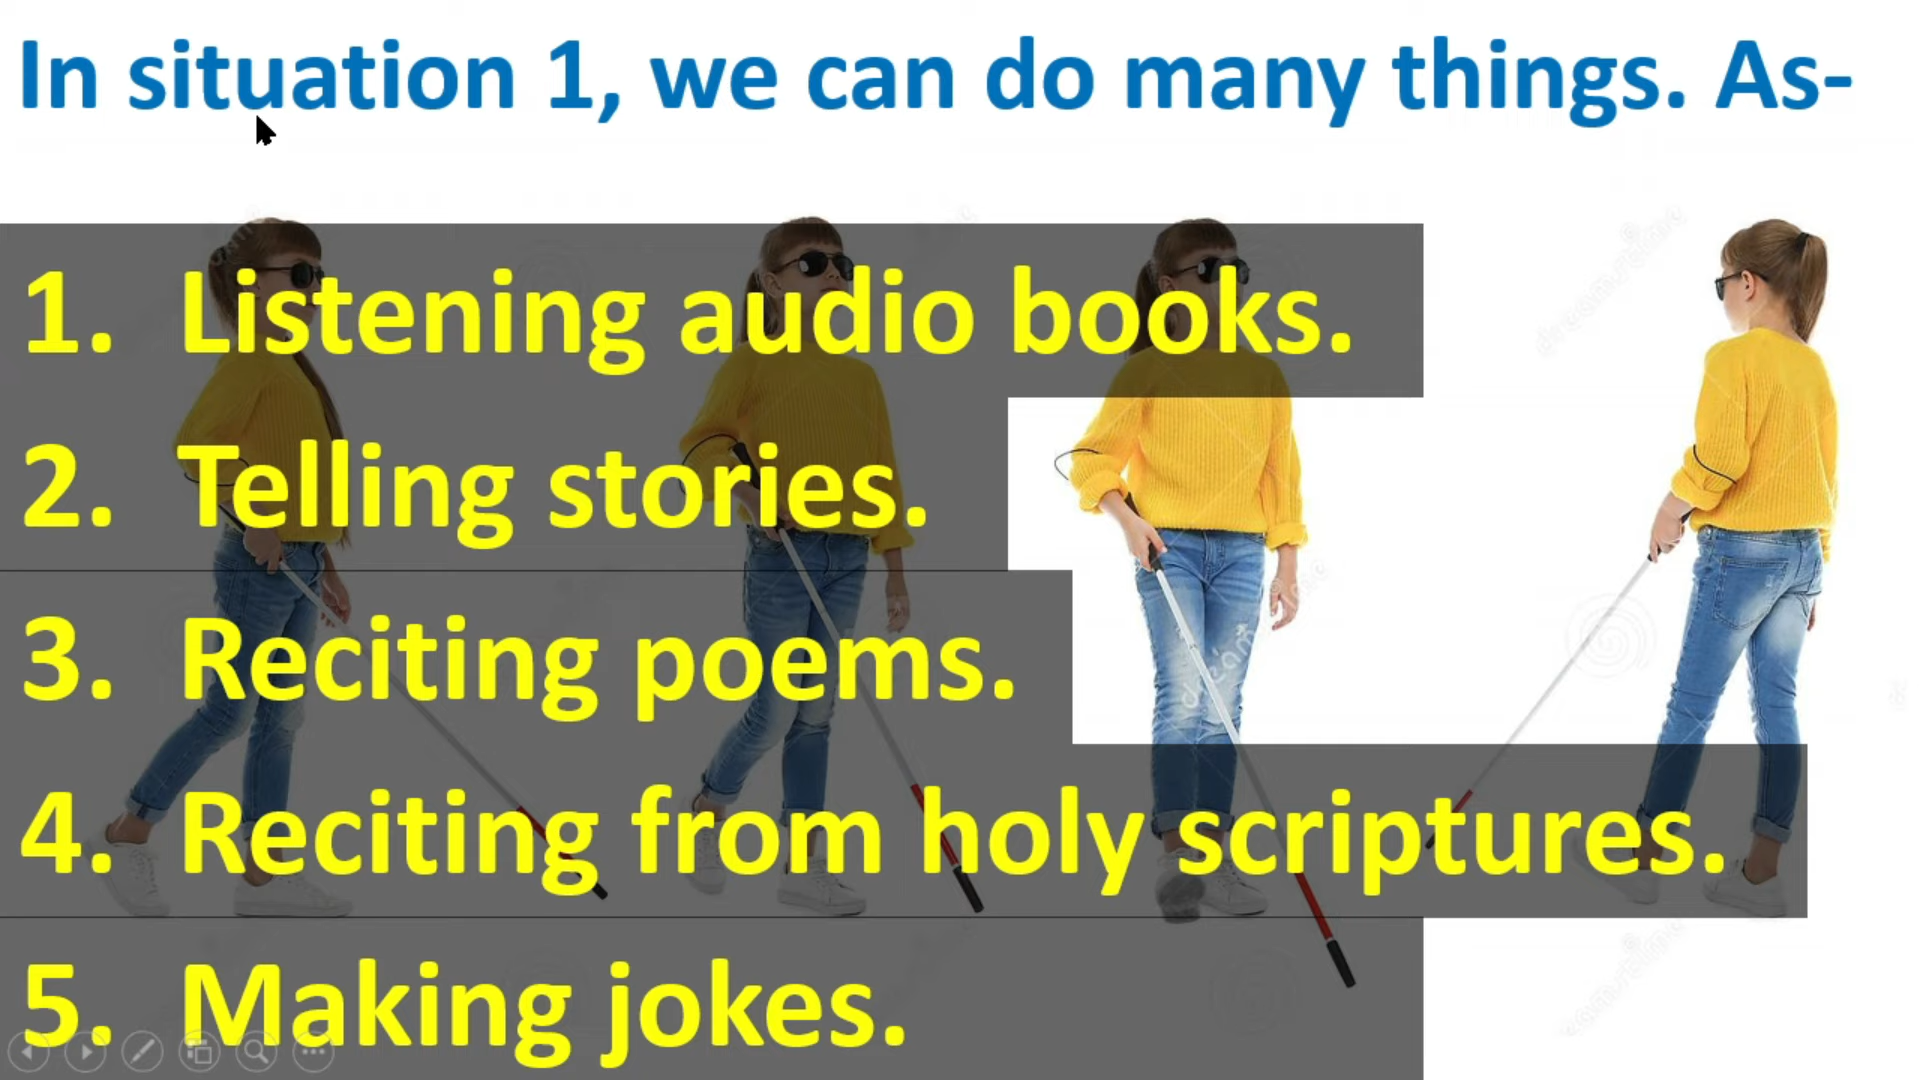 In situation 1, we can do many things. As-
1. Listening audio books.
2. Telling stories.
3. Reciting poems.
4. Reciting from holy scriptures.
5. Making jokes.